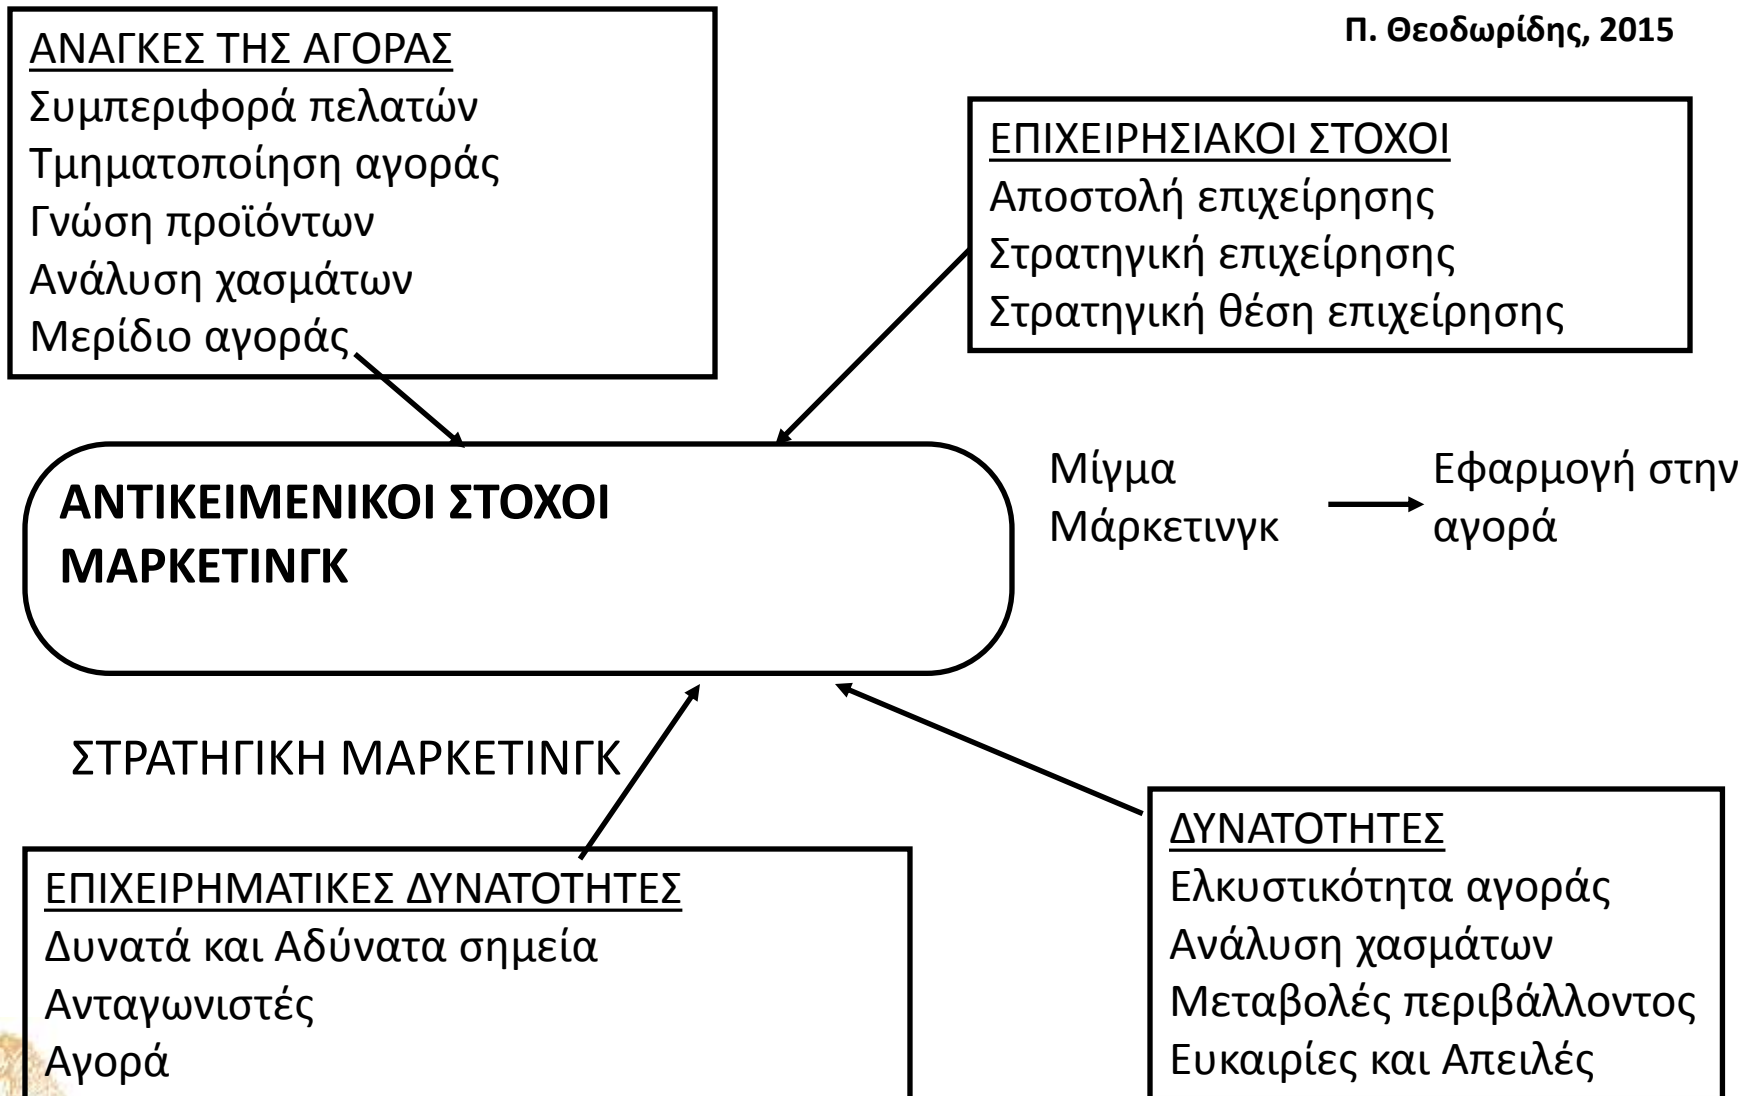 Π. Θεοδωρίδης, 2015
ΑΝΑΓΚΕΣ ΤΗΣ ΑΓΟΡΑΣ
Συμπεριφορά πελατών
Τμηματοποίηση αγοράς
Γνώση προϊόντων
Ανάλυση χασμάτων
Μερίδιο αγοράς
ΕΠΙΧΕΙΡΗΣΙΑΚΟΙ ΣΤΟΧΟΙ
Αποστολή επιχείρησης
Στρατηγική επιχείρησης
Στρατηγική θέση επιχείρησης
ΑΝΤΙΚΕΙΜΕΝΙΚΟΙ ΣΤΟΧΟΙ
ΜΑΡΚΕΤΙΝΓΚ
Μίγμα
Μάρκετινγκ
Εφαρμογή στην
αγορά
ΣΤΡΑΤΗΓΙΚΗ ΜΑΡΚΕΤΙΝΓΚ
ΕΠΙΧΕΙΡΗΜΑΤΙΚΕΣ ΔΥΝΑΤΟΤΗΤΕΣ
Δυνατά και Αδύνατα σημεία
Ανταγωνιστές
Αγορά
ΔΥΝΑΤΟΤΗΤΕΣ
Ελκυστικότητα αγοράς
Ανάλυση χασμάτων
Μεταβολές περιβάλλοντος
Ευκαιρίες και Απειλές